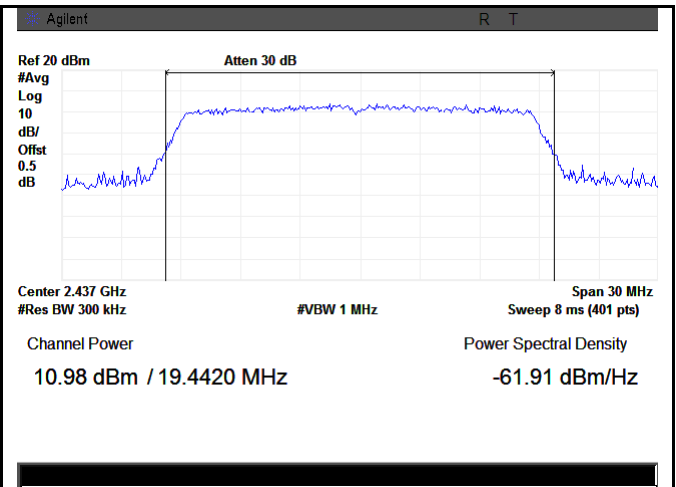 Agilent R T
Ref 20 dBm Atten 30 dB
#Avg
Log
10
dB/
Offst
0.5
dB
Center 2.437 GHz Span 30 MHz
#Res BW 300 kHz #VBW 1 MHz Sweep 8 ms (401 pts)
Channel Power Power Spectral Density
10.98 dBm / 19.4420 MHz -61.91 dBm/Hz